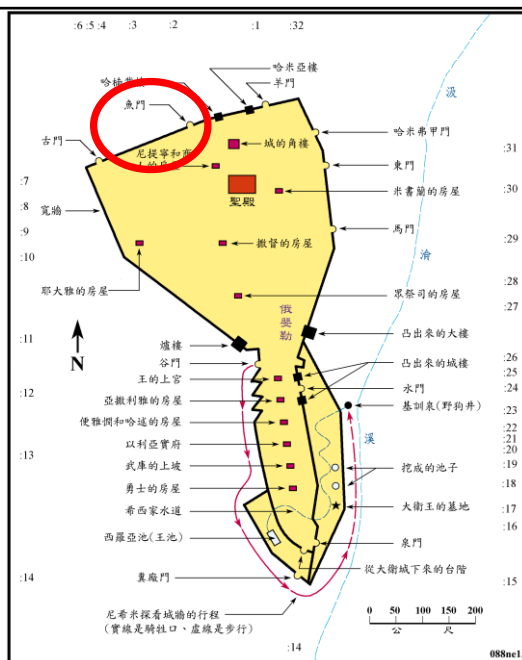 :6 :5 :4 :3 :2 :1 :32
哈米亞樓
羊門
魚門
古門
哈米弗甲門
城的角樓
尼提寧和商
東門
:31
汲
聖殿
米書蘭的房屋
:30
:7
:8
寬牆
:9
:10
撒督的房屋
馬門
:29
淪
耶大雅的房屋
眾祭司的房屋
:28
:27
俄斐勒
:11
N
爐樓
凸出來的大樓
谷門
:26
王的上宮
凸出來的城樓
:25
:12
亞撒利雅的房屋
水門
:24
基訓泉(野狗井)
:23
便雅憫和哈述的房屋
:22
溪
:21
以利亞實府
:20
:13
武庫的上坡
挖成的池子
:19
:18
勇士的房屋
希西家水道
大衛王的墓地
:17
:16
西羅亞池(王池)
泉門
從大衛城下來的台階
:14
糞廠門
:15
尼希米探看城牆的行程
(實線是騎牲口、虛線是步行)
0 50 100 150 200
公 尺
:14
088ne1